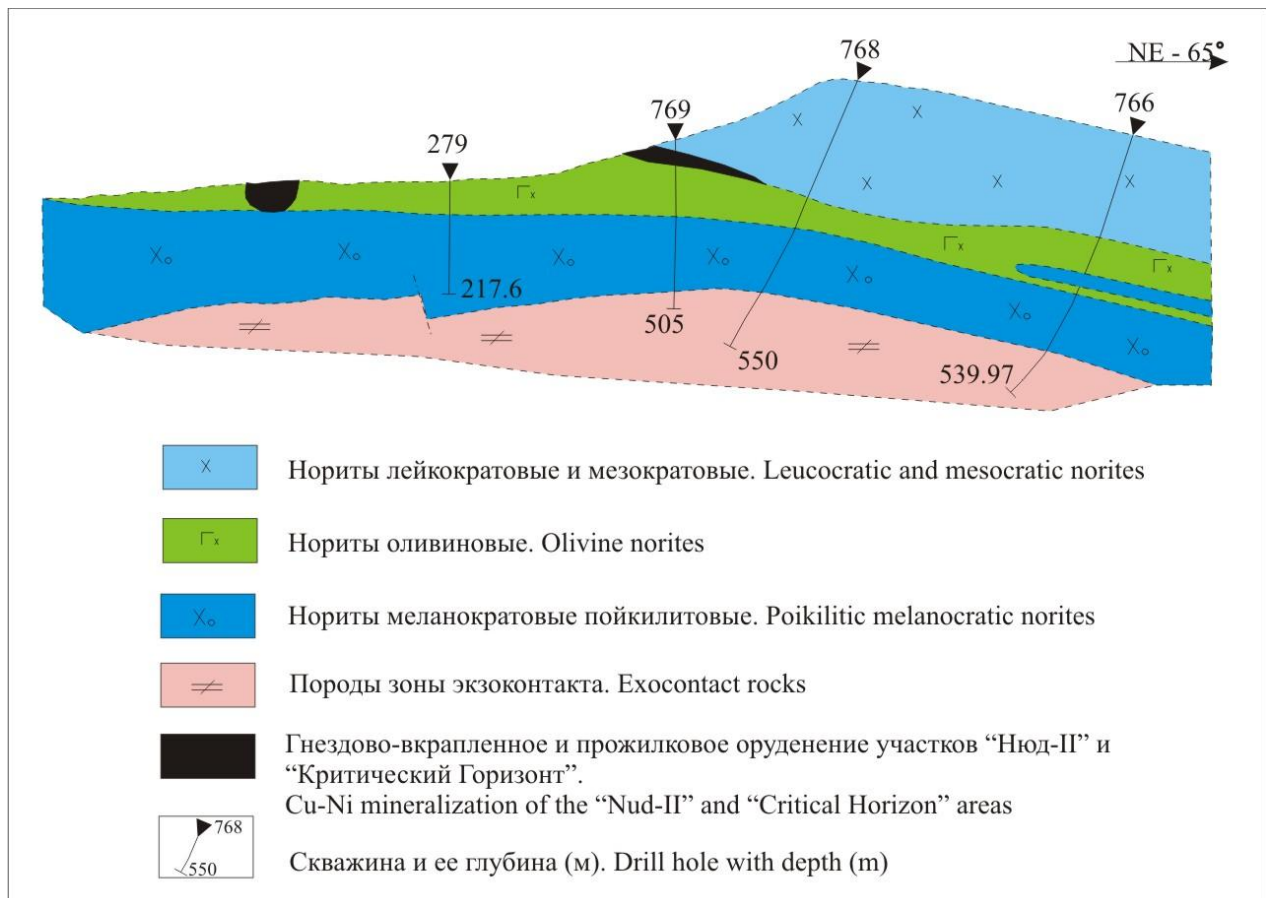 NE - 65°
768
766
769
279
217.6
505
550
539.97
Нориты лейкократовые и мезократовые. Leucocratic and mesocratic norites
Нориты оливиновые. Olivine norites
Нориты меланократовые пойкилитовые. Poikilitic melanocratic norites
Породы зоны экзоконтакта. Exocontact rocks
Гнездово-вкрапленное и прожилковое оруденение участков “Нюд-II” и
“Критический Горизонт”.
Cu-Ni mineralization of the “Nud-II” and “Critical Horizon” areas
768
550
Скважина и ее глубина (м). Drill hole with depth (m)